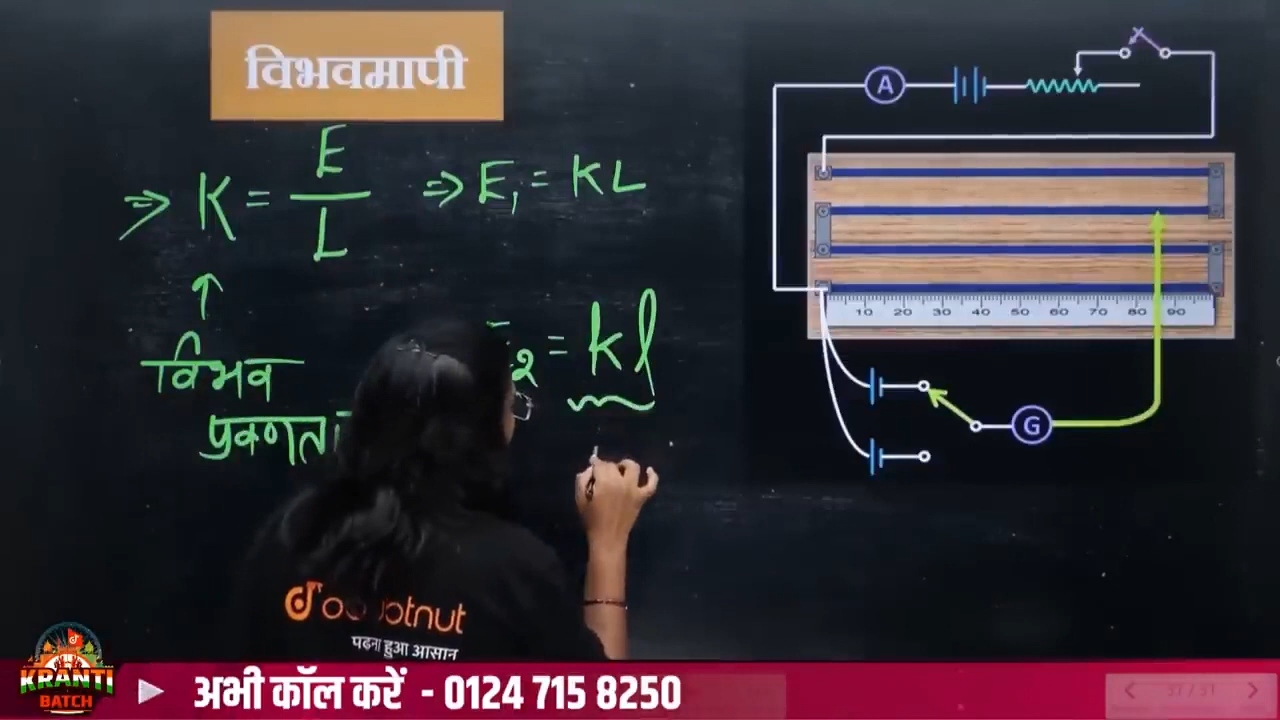 विभवमापी
⇒ K = E/L ⇒ E₁ = KL
= kl
विभव
प्रवणता
A
10 20 30 40 50 60 70 80 90
G
पढ़ना हुआ आसान
KRANTI
BATCH
अभी कॉल करें - 0124 715 8250